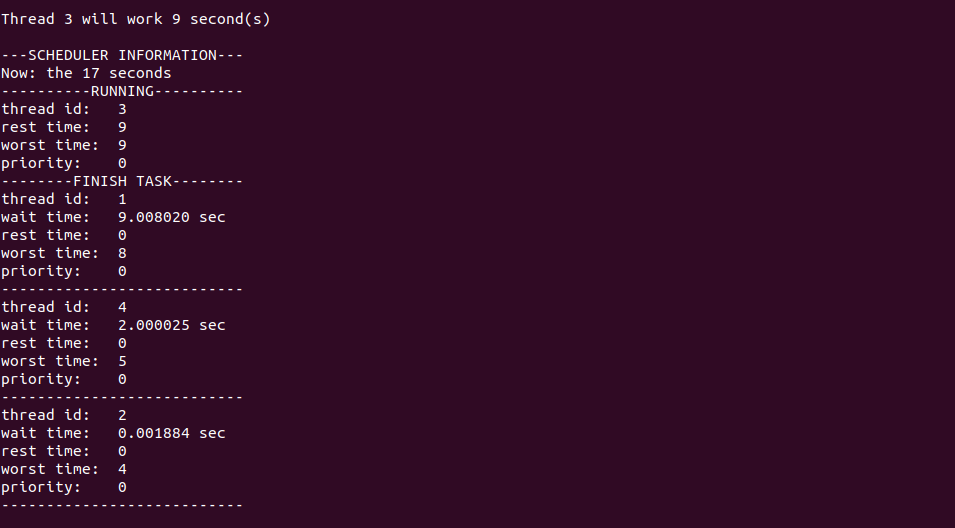 Thread 3 will work 9 second(s)
---SCHEDULER INFORMATION---
Now: the 17 seconds
----------RUNNING----------
thread id:   3
rest time:   9
worst time:  9
priority:    0
--------FINISH TASK--------
thread id:   1
wait time:   9.008020 sec
rest time:   0
worst time:  8
priority:    0
---------------------------
thread id:   4
wait time:   2.000025 sec
rest time:   0
worst time:  5
priority:    0
---------------------------
thread id:   2
wait time:   0.001884 sec
rest time:   0
worst time:  4
priority:    0
---------------------------